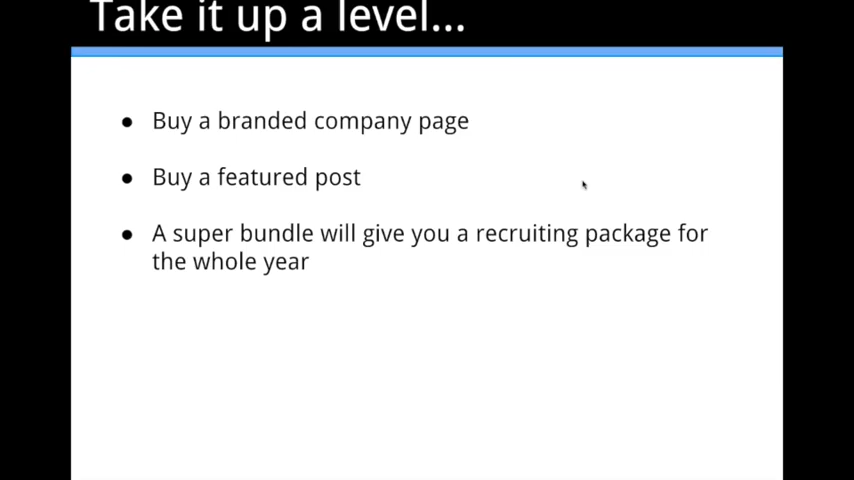 Take it up a level...
● Buy a branded company page
● Buy a featured post
● A super bundle will give you a recruiting package for
the whole year